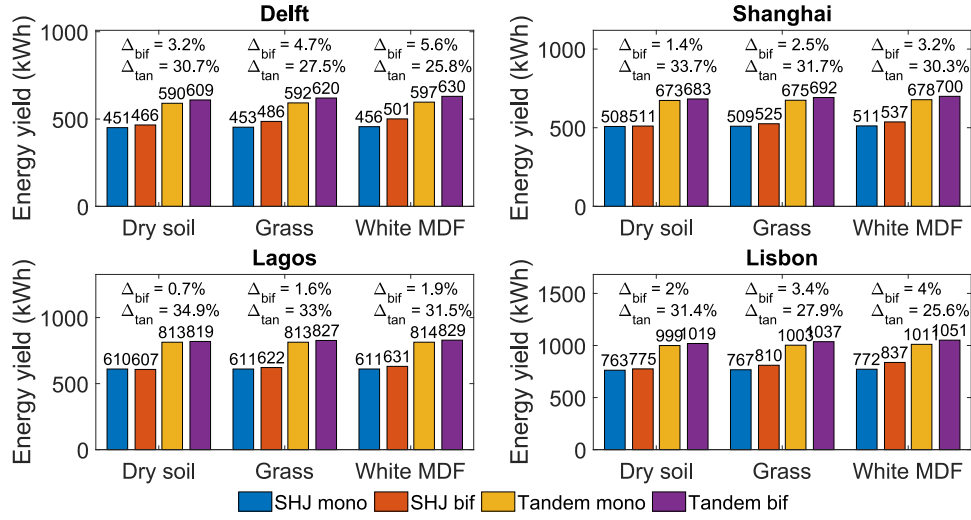 Delft
Energy yield (kWh)
1000
500
0
Δbif = 3.2%
Δtan = 30.7%
Δbif = 4.7%
Δtan = 27.5%
Δbif = 5.6%
Δtan = 25.8%
451 466 590 609
453 486 592 620
456 501 597 630
Dry soil Grass White MDF
Shanghai
Energy yield (kWh)
1000
500
0
Δbif = 1.4%
Δtan = 33.7%
Δbif = 2.5%
Δtan = 31.7%
Δbif = 3.2%
Δtan = 30.3%
508 511 673 683
509 525 675 692
511 537 678 700
Dry soil Grass White MDF
Lagos
Energy yield (kWh)
1000
500
0
Δbif = 0.7%
Δtan = 34.9%
Δbif = 1.6%
Δtan = 33%
Δbif = 1.9%
Δtan = 31.5%
610 607 813 819
611 622 813 827
611 631 814 829
Dry soil Grass White MDF
Lisbon
Energy yield (kWh)
1500
1000
500
0
Δbif = 2%
Δtan = 31.4%
Δbif = 3.4%
Δtan = 27.9%
Δbif = 4%
Δtan = 25.6%
763 775 999 1019
767 810 1003 1037
772 837 1011 1051
Dry soil Grass White MDF
SHJ mono SHJ bif Tandem mono Tandem bif